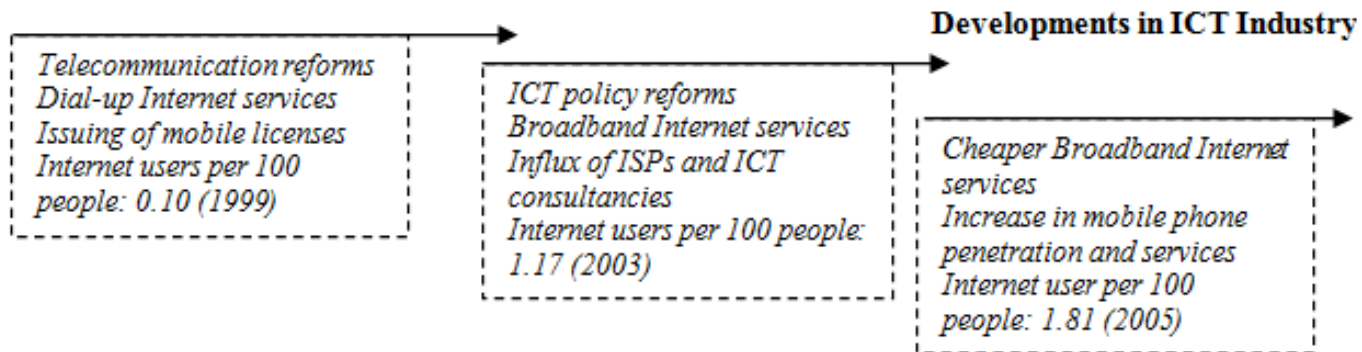 Developments in ICT Industry
Telecommunication reforms
Dial-up Internet services
Issuing of mobile licenses
Internet users per 100
people: 0.10 (1999)
ICT policy reforms
Broadband Internet services
Influx of ISPs and ICT
consultancies
Internet users per 100 people:
1.17 (2003)
Cheaper Broadband Internet
services
Increase in mobile phone
penetration and services
Internet user per 100
people: 1.81 (2005)